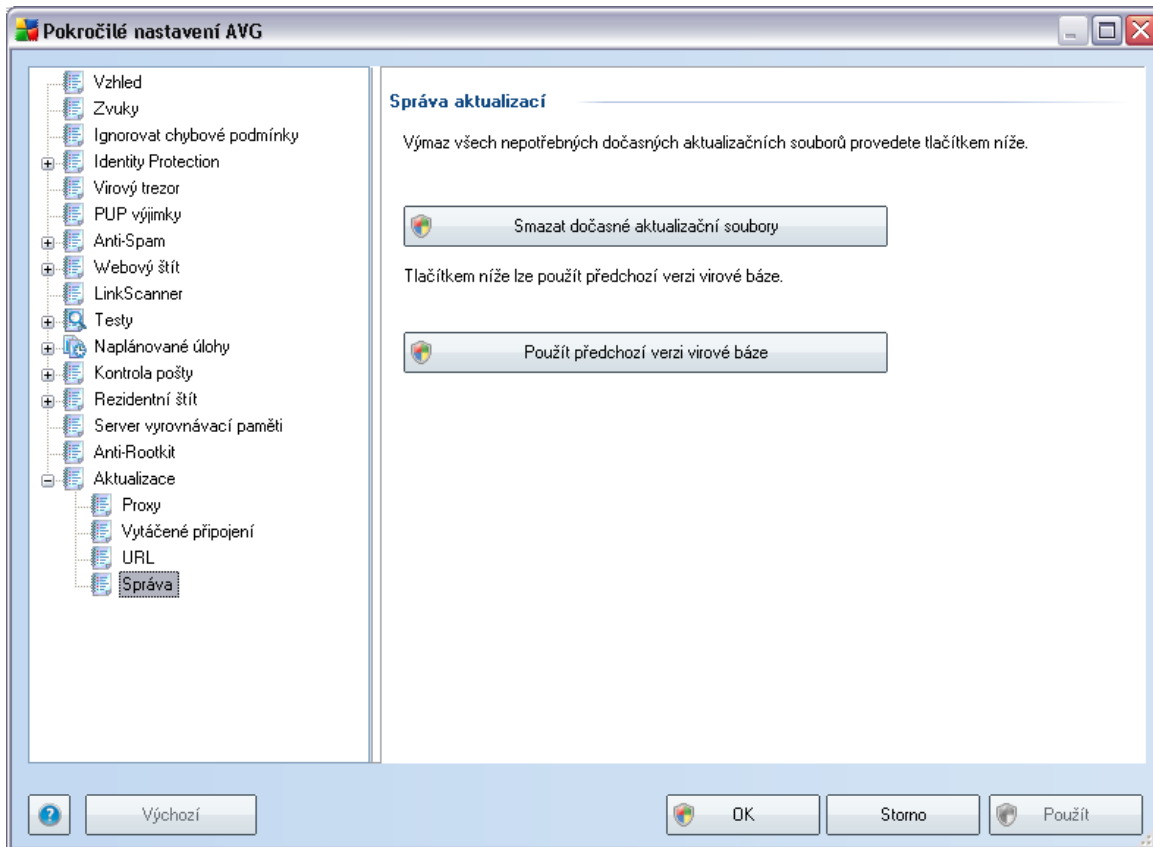 Pokročilé nastavení AVG
Vzhled
Zvuky
Ignorovat chybové podmínky
Identity Protection
Virový trezor
PUP výjimky
Anti-Spam
Webový štít
LinkScanner
Testy
Naplánované úlohy
Kontrola pošty
Rezidentní štít
Server vyrovnávací paměti
Anti-Rootkit
Aktualizace
Proxy
Vytáčené připojení
URL
Správa
Správa aktualizací
Výmaz všech nepotřebných dočasných aktualizačních souborů provedete tlačítkem níže.
Smazat dočasné aktualizační soubory
Tlačítkem níže lze použít předchozí verzi virové báze.
Použít předchozí verzi virové báze
Výchozí
OK
Storno
Použít